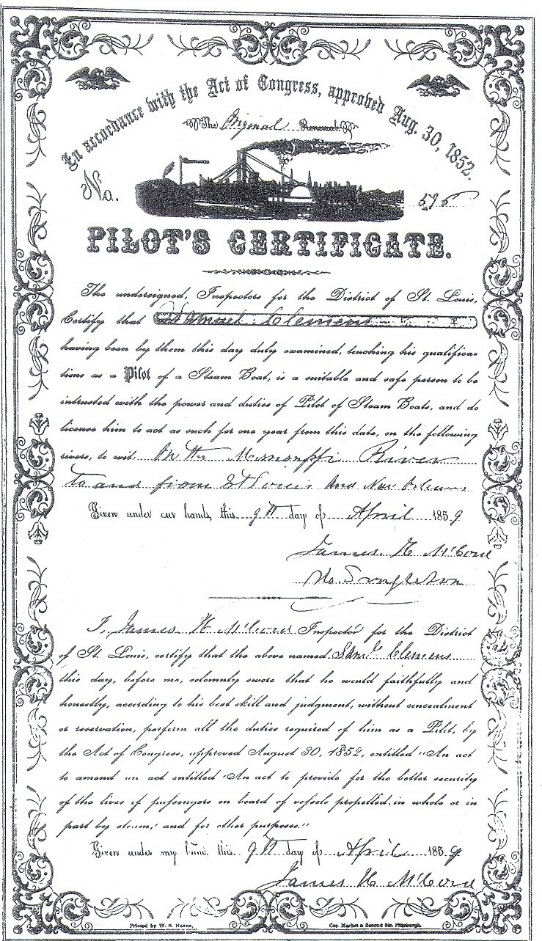 In accordance with the Act of Congress, approved Aug. 30, 1852.
The Original Renewal
No. 595
PILOT'S CERTIFICATE.
The undersigned, Inspectors for the District of St. Louis,
Certify that Samuel Clemens
having been by them this day duly examined, touching his qualifica-
tions as a Pilot of a Steam Boat, is a suitable and safe person to be
intrusted with the power and duties of Pilot of Steam Boats, and do
license him to act as such for one year from this date, on the following
rivers, to wit On the Mississippi River
to and from St Louis and New Orleans
Given under our hands, this 9th day of April 1859
James H McCord
Singleton
I, James H McCord Inspector for the District
of St. Louis, certify that the above named Saml Clemens
this day, before me, solemnly swore that he would faithfully and
honestly, according to his best skill and judgment, without concealment
or reservation, perform all the duties required of him as a Pilot, by
the Act of Congress, approved August 30, 1852, entitled "An act
to amend an act entitled "An act to provide for the better security
of the lives of passengers on board of vessels propelled, in whole or in
part by steam," and for other purposes."
Given under my hand, this 9th day of April 1859
James H McCord
Printed by W. S. Haven,
Cor. Market & Second Sts. Pittsburgh.